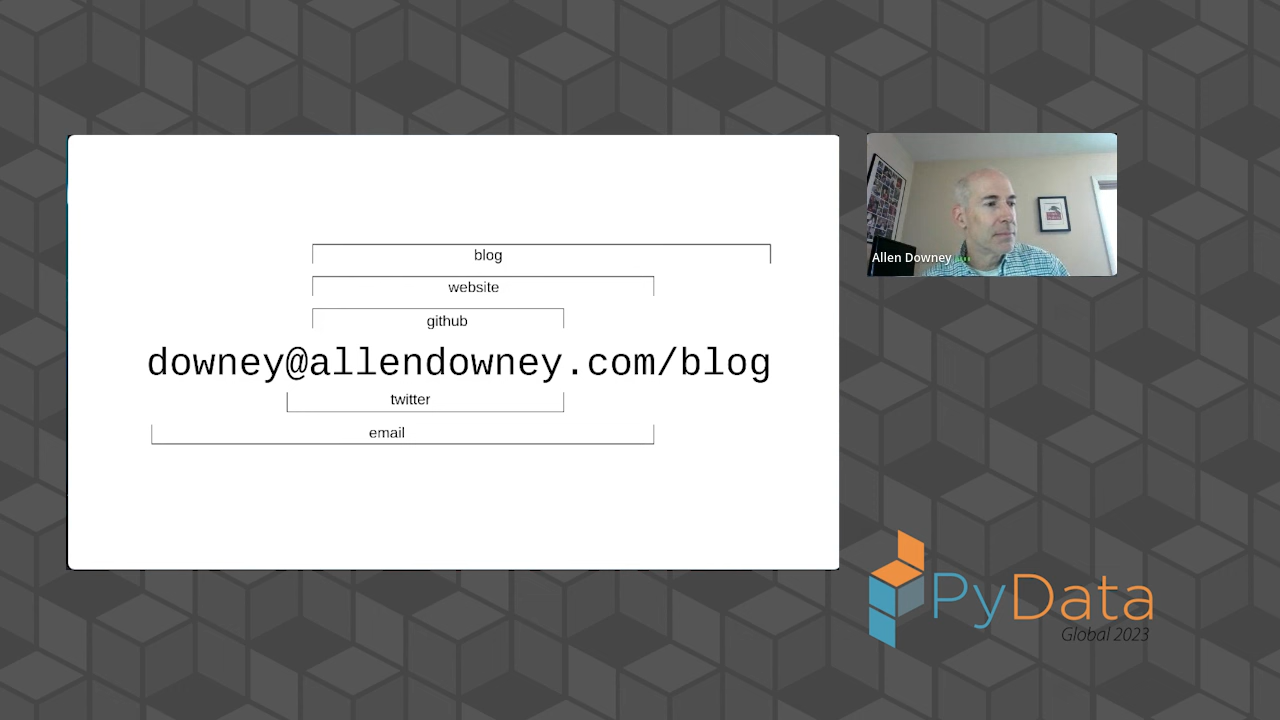 blog
website
github
downey@allendowney.com/blog
twitter
email
Allen Downey
PyData
Global 2023